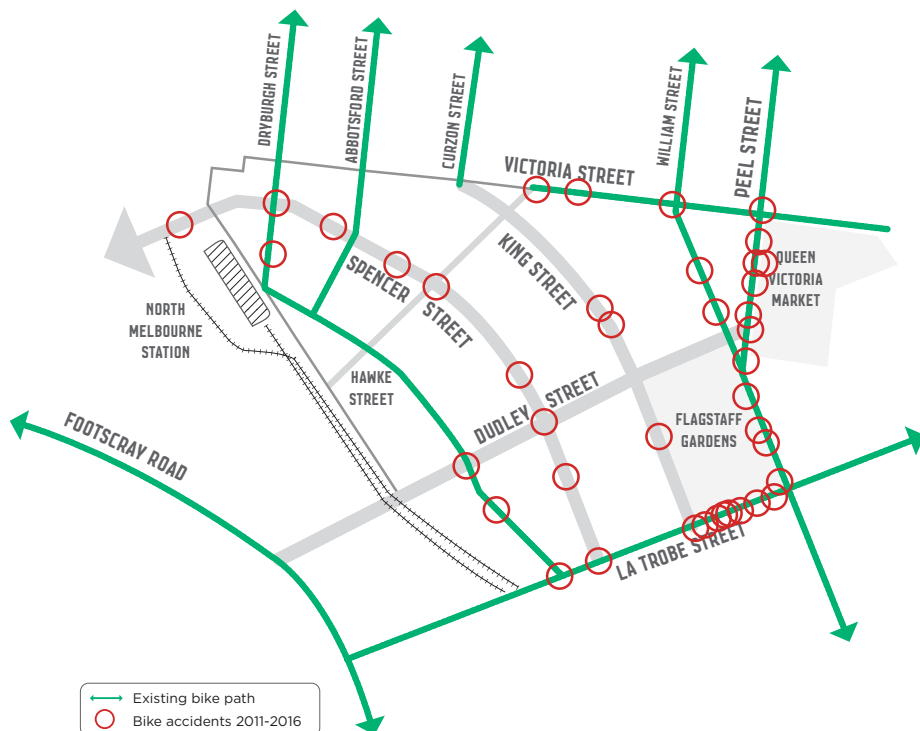 DRYBURGH STREET
ABBOTSFORD STREET
CURZON STREET
WILLIAM STREET
PEEL STREET
VICTORIA STREET
KING STREET
SPENCER
STREET
QUEEN
VICTORIA
MARKET
NORTH
MELBOURNE
STATION
HAWKE
STREET
DUDLEY STREET
FLAGSTAFF
GARDENS
FOOTSCRAY ROAD
LA TROBE STREET
Existing bike path
Bike accidents 2011-2016